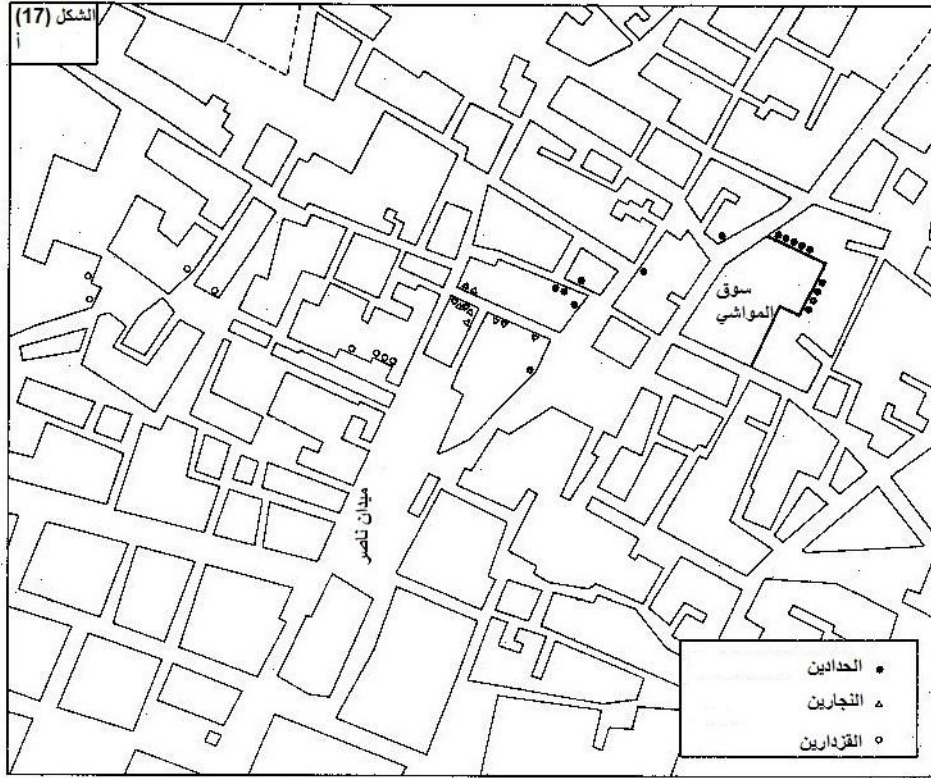 الشكل (17)
أ
سوق
المواشي
ميدان ناصر
الحدادين
النجارين
القزدارين